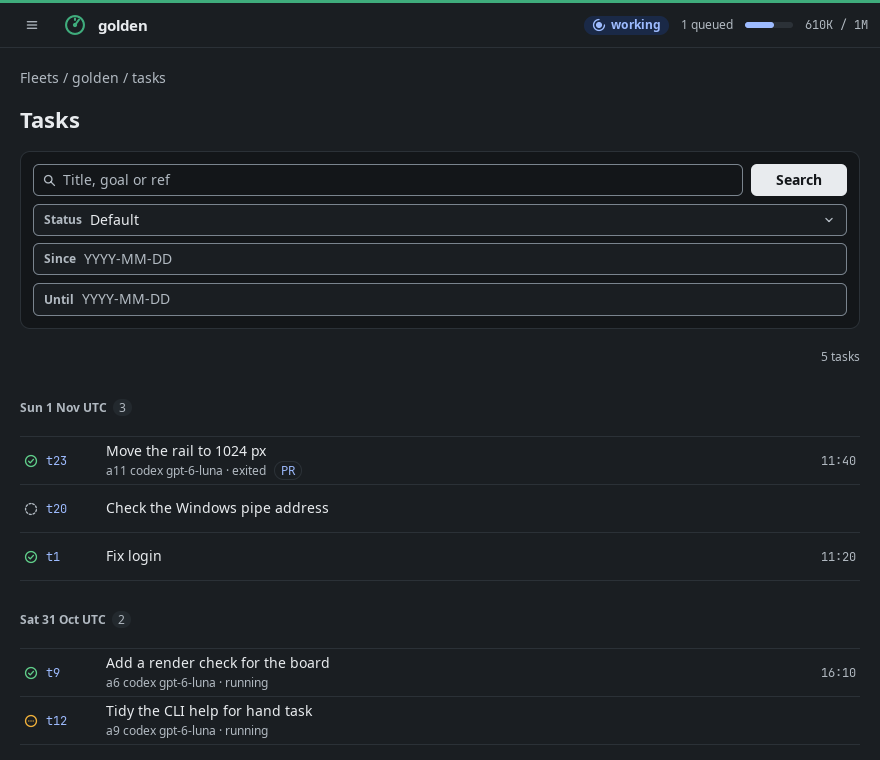 golden working 1 queued 610K / 1M
Fleets / golden / tasks
Tasks
Title, goal or ref Search
Status Default
Since YYYY-MM-DD
Until YYYY-MM-DD
5 tasks
Sun 1 Nov UTC 3
t23 Move the rail to 1024 px 11:40
a11 codex gpt-6-luna · exited PR
t20 Check the Windows pipe address
t1 Fix login 11:20
Sat 31 Oct UTC 2
t9 Add a render check for the board 16:10
a6 codex gpt-6-luna · running
t12 Tidy the CLI help for hand task
a9 codex gpt-6-luna · running